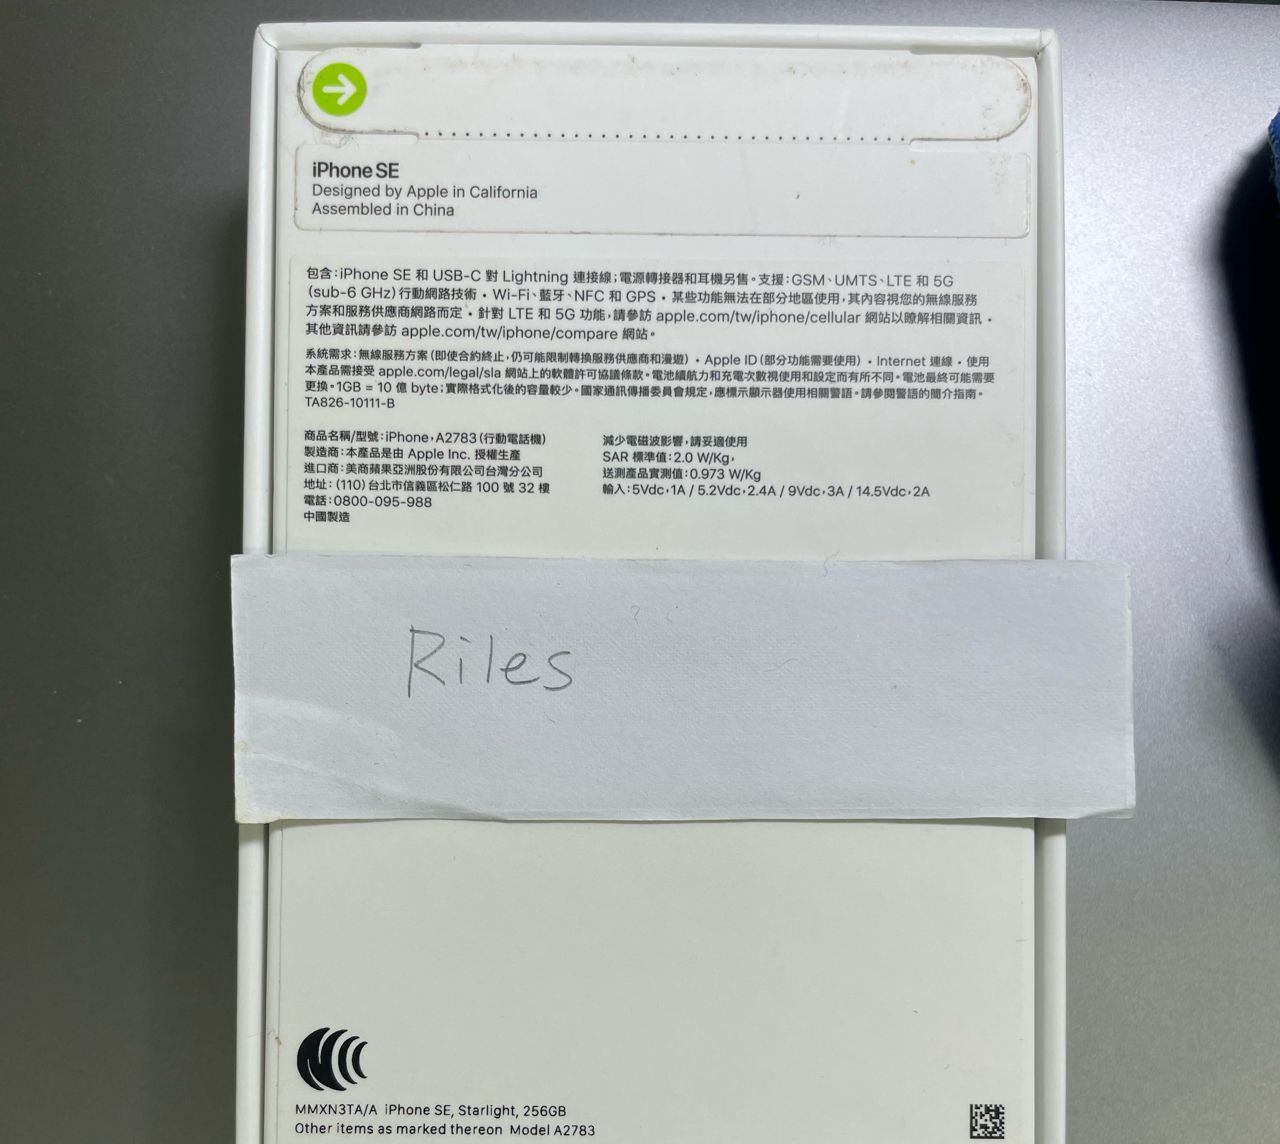 iPhone SE
Designed by Apple in California
Assembled in China
包含：iPhone SE 和 USB-C 對 Lightning 連接線；電源轉接器和耳機另售。支援：GSM、UMTS、LTE 和 5G
(sub-6 GHz) 行動網路技術・Wi-Fi、藍牙、NFC 和 GPS・某些功能無法在部分地區使用，其內容視您的無線服務
方案和服務供應商網路而定・針對 LTE 和 5G 功能，請參訪 apple.com/tw/iphone/cellular 網站以瞭解相關資訊・
其他資訊請參訪 apple.com/tw/iphone/compare 網站。
系統需求：無線服務方案（即使合約終止，仍可能限制轉換服務供應商和漫遊）・Apple ID（部分功能需要使用）・Internet 連線・使用
本產品需接受 apple.com/legal/sla 網站上的軟體許可協議條款。電池續航力和充電次數視使用和設定而有所不同。電池最終可能需要
更換。1GB = 10 億 byte；實際格式化後的容量較少。國家通訊傳播委員會規定，應標示顯示器使用相關警語。請參閱警語的簡介指南。
TA826-10111-B
商品名稱/型號：iPhone，A2783 (行動電話機)
製造商：本產品是由 Apple Inc. 授權生產
進口商：美商蘋果亞洲股份有限公司台灣分公司
地址：(110) 台北市信義區松仁路 100 號 32 樓
電話：0800-095-988
中國製造
減少電磁波影響，請妥適使用
SAR 標準值：2.0 W/Kg，
送測產品實測值：0.973 W/Kg
輸入：5Vdc，1A / 5.2Vdc，2.4A / 9Vdc，3A / 14.5Vdc，2A
Riles
MMXN3TA/A iPhone SE, Starlight, 256GB
Other items as marked thereon Model A2783